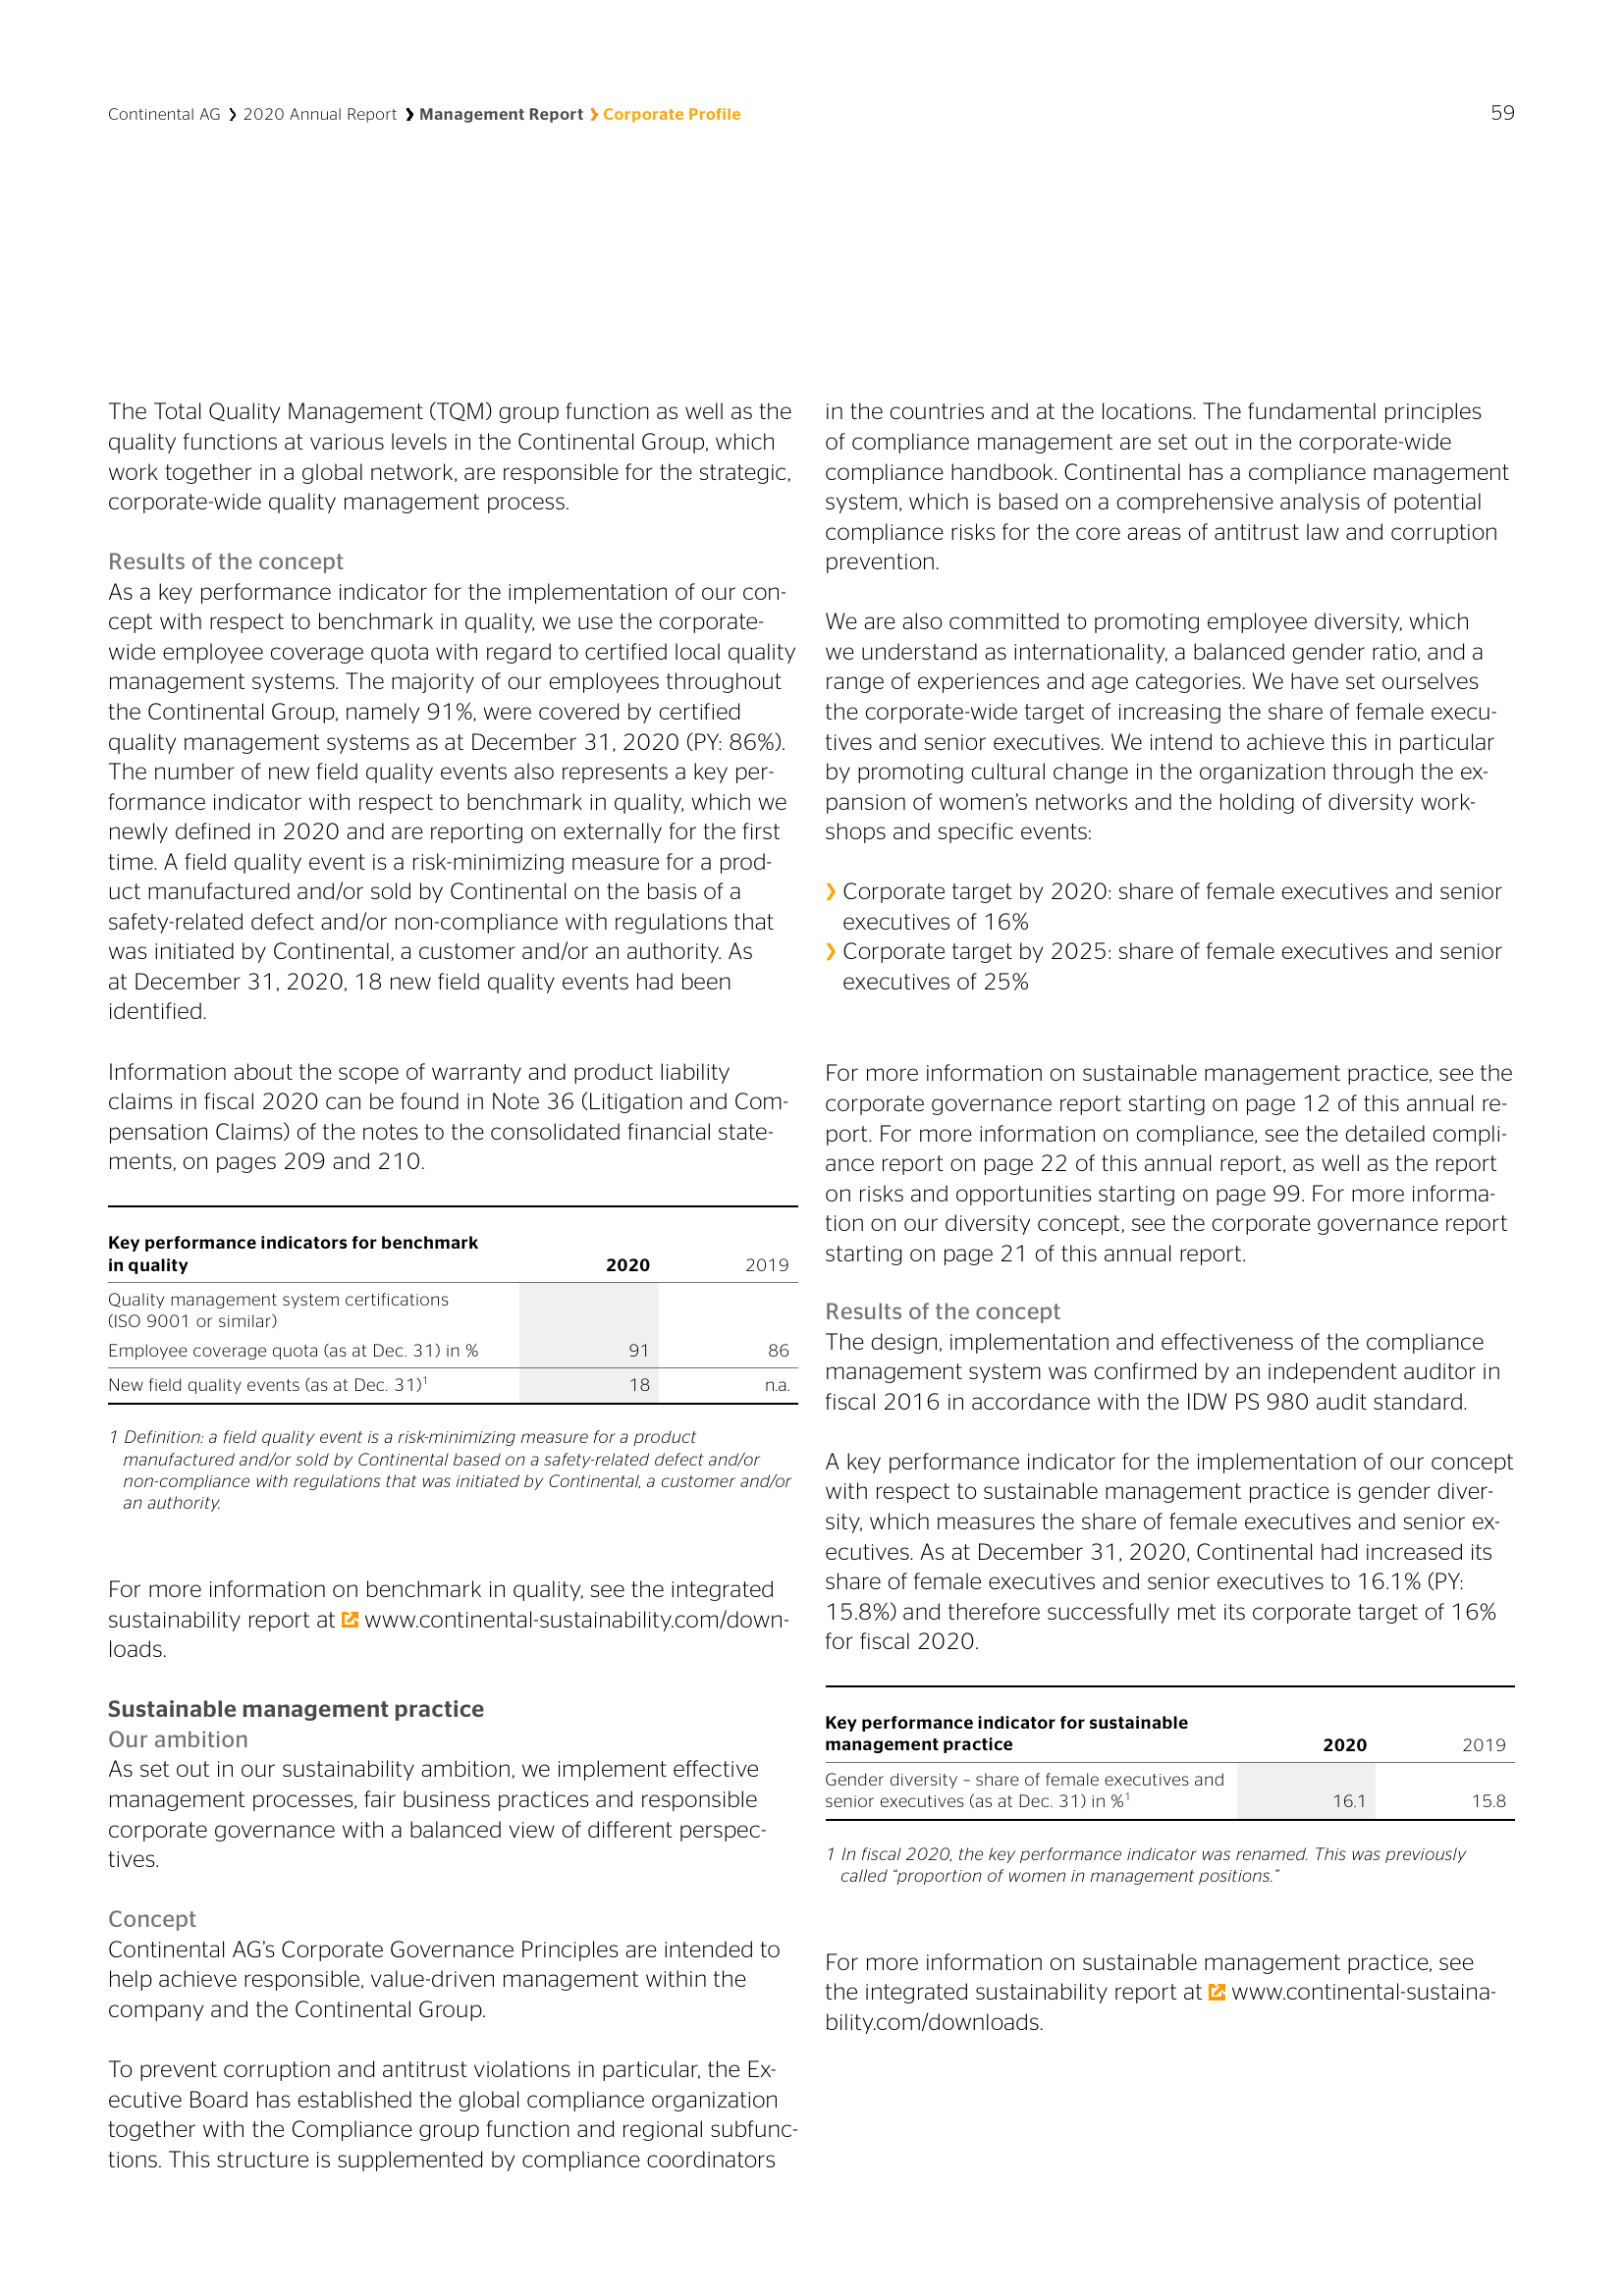 Continental AG ❯ 2020 Annual Report ❯ Management Report ❯ Corporate Profile
59
The Total Quality Management (TQM) group function as well as the
quality functions at various levels in the Continental Group, which
work together in a global network, are responsible for the strategic,
corporate-wide quality management process.
Results of the concept
As a key performance indicator for the implementation of our con-
cept with respect to benchmark in quality, we use the corporate-
wide employee coverage quota with regard to certified local quality
management systems. The majority of our employees throughout
the Continental Group, namely 91%, were covered by certified
quality management systems as at December 31, 2020 (PY: 86%).
The number of new field quality events also represents a key per-
formance indicator with respect to benchmark in quality, which we
newly defined in 2020 and are reporting on externally for the first
time. A field quality event is a risk-minimizing measure for a prod-
uct manufactured and/or sold by Continental on the basis of a
safety-related defect and/or non-compliance with regulations that
was initiated by Continental, a customer and/or an authority. As
at December 31, 2020, 18 new field quality events had been
identified.
Information about the scope of warranty and product liability
claims in fiscal 2020 can be found in Note 36 (Litigation and Com-
pensation Claims) of the notes to the consolidated financial state-
ments, on pages 209 and 210.
Key performance indicators for benchmark
in quality 2020 2019
Quality management system certifications
(ISO 9001 or similar)
Employee coverage quota (as at Dec. 31) in % 91 86
New field quality events (as at Dec. 31)1 18 n.a.
1 Definition: a field quality event is a risk-minimizing measure for a product
manufactured and/or sold by Continental based on a safety-related defect and/or
non-compliance with regulations that was initiated by Continental, a customer and/or
an authority.
For more information on benchmark in quality, see the integrated
sustainability report at www.continental-sustainability.com/down-
loads.
Sustainable management practice
Our ambition
As set out in our sustainability ambition, we implement effective
management processes, fair business practices and responsible
corporate governance with a balanced view of different perspec-
tives.
Concept
Continental AG’s Corporate Governance Principles are intended to
help achieve responsible, value-driven management within the
company and the Continental Group.
To prevent corruption and antitrust violations in particular, the Ex-
ecutive Board has established the global compliance organization
together with the Compliance group function and regional subfunc-
tions. This structure is supplemented by compliance coordinators
in the countries and at the locations. The fundamental principles
of compliance management are set out in the corporate-wide
compliance handbook. Continental has a compliance management
system, which is based on a comprehensive analysis of potential
compliance risks for the core areas of antitrust law and corruption
prevention.
We are also committed to promoting employee diversity, which
we understand as internationality, a balanced gender ratio, and a
range of experiences and age categories. We have set ourselves
the corporate-wide target of increasing the share of female execu-
tives and senior executives. We intend to achieve this in particular
by promoting cultural change in the organization through the ex-
pansion of women’s networks and the holding of diversity work-
shops and specific events:
❯ Corporate target by 2020: share of female executives and senior
executives of 16%
❯ Corporate target by 2025: share of female executives and senior
executives of 25%
For more information on sustainable management practice, see the
corporate governance report starting on page 12 of this annual re-
port. For more information on compliance, see the detailed compli-
ance report on page 22 of this annual report, as well as the report
on risks and opportunities starting on page 99. For more informa-
tion on our diversity concept, see the corporate governance report
starting on page 21 of this annual report.
Results of the concept
The design, implementation and effectiveness of the compliance
management system was confirmed by an independent auditor in
fiscal 2016 in accordance with the IDW PS 980 audit standard.
A key performance indicator for the implementation of our concept
with respect to sustainable management practice is gender diver-
sity, which measures the share of female executives and senior ex-
ecutives. As at December 31, 2020, Continental had increased its
share of female executives and senior executives to 16.1% (PY:
15.8%) and therefore successfully met its corporate target of 16%
for fiscal 2020.
Key performance indicator for sustainable
management practice 2020 2019
Gender diversity – share of female executives and
senior executives (as at Dec. 31) in %1 16.1 15.8
1 In fiscal 2020, the key performance indicator was renamed. This was previously
called “proportion of women in management positions.”
For more information on sustainable management practice, see
the integrated sustainability report at www.continental-sustaina-
bility.com/downloads.